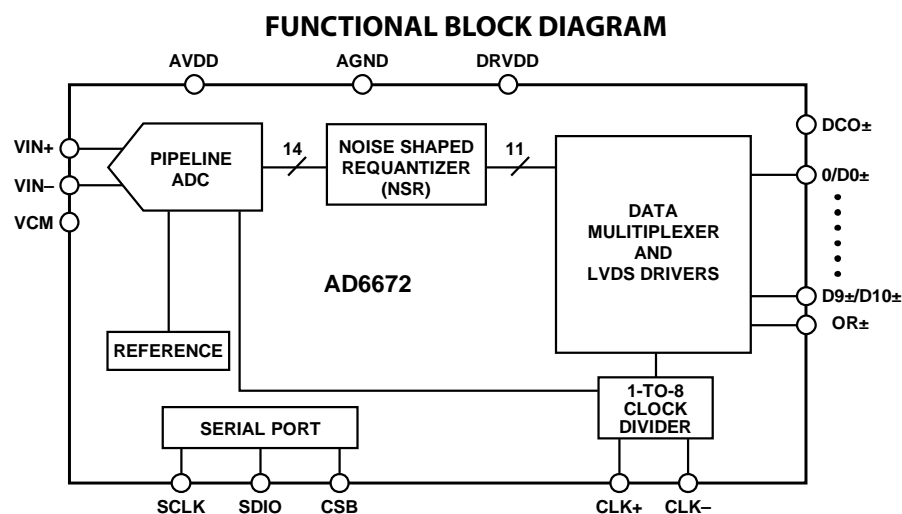 FUNCTIONAL BLOCK DIAGRAM
AVDD
AGND
DRVDD
VIN+
VIN–
VCM
PIPELINE
ADC
14
NOISE SHAPED
REQUANTIZER
(NSR)
11
DATA
MULITIPLEXER
AND
LVDS DRIVERS
DCO±
0/D0±
D9±/D10±
OR±
AD6672
REFERENCE
1-TO-8
CLOCK
DIVIDER
SERIAL PORT
SCLK
SDIO
CSB
CLK+
CLK–